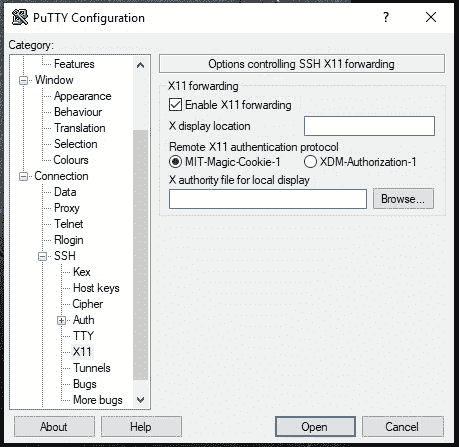 PuTTY Configuration
?
Category:
Features
Window
Appearance
Behaviour
Translation
Selection
Colours
Connection
Data
Proxy
Telnet
Rlogin
SSH
Kex
Host keys
Cipher
Auth
TTY
X11
Tunnels
Bugs
More bugs
Options controlling SSH X11 forwarding
X11 forwarding
Enable X11 forwarding
X display location
Remote X11 authentication protocol
MIT-Magic-Cookie-1 XDM-Authorization-1
X authority file for local display
Browse...
About Help Open Cancel